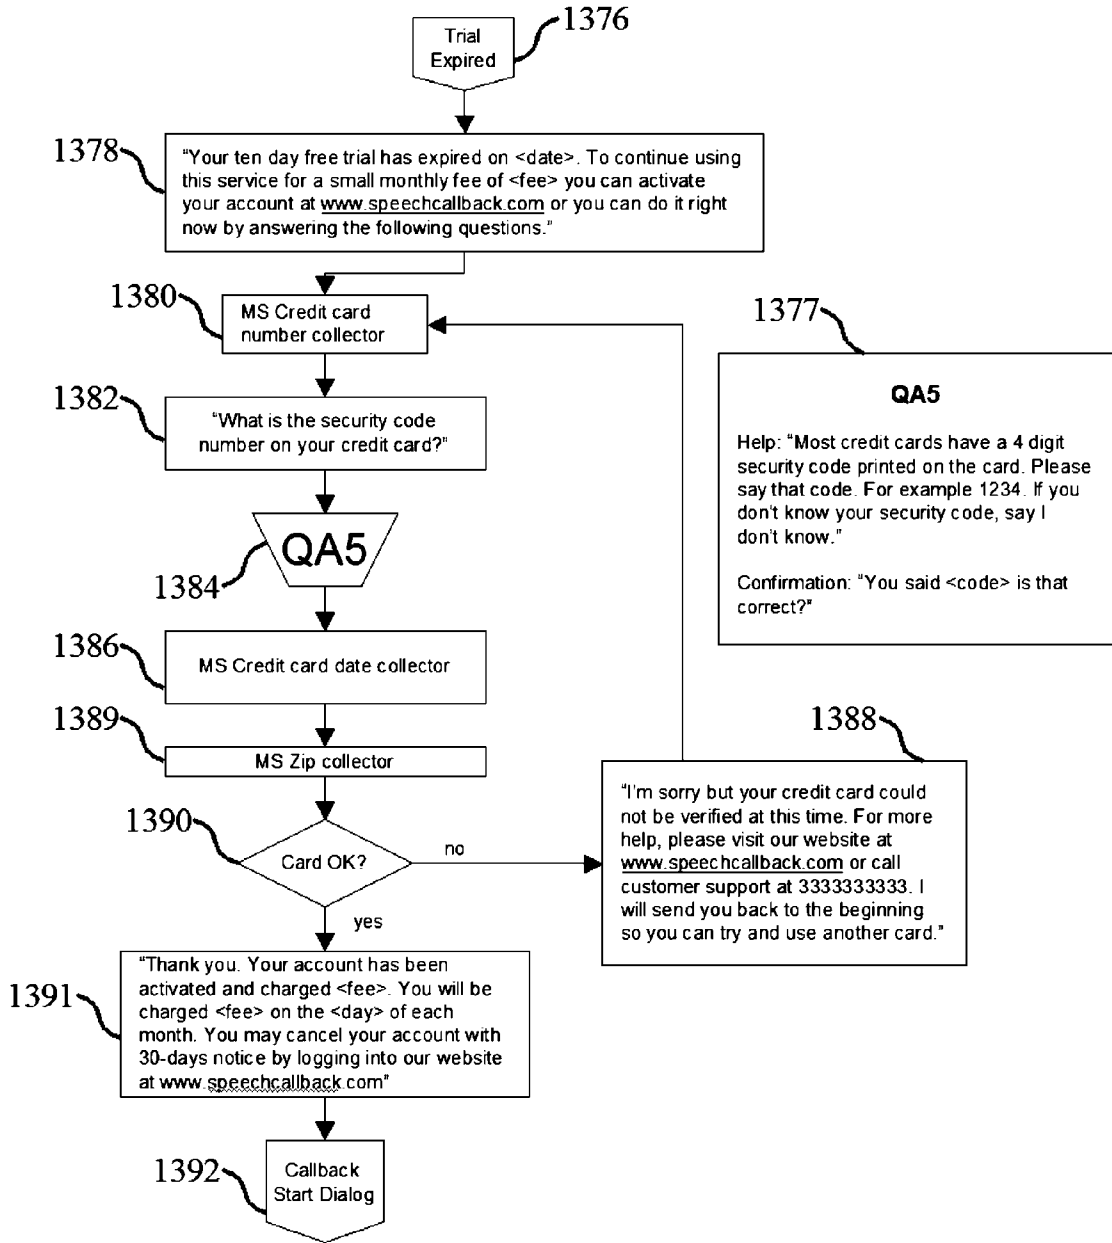 1376
Trial
Expired
1378
"Your ten day free trial has expired on <date>. To continue using
this service for a small monthly fee of <fee> you can activate
your account at www.speechcallback.com or you can do it right
now by answering the following questions."
1380
MS Credit card
number collector
1377
QA5
Help: "Most credit cards have a 4 digit
security code printed on the card. Please
say that code. For example 1234. If you
don't know your security code, say I
don't know."
Confirmation: "You said <code> is that
correct?"
1382
"What is the security code
number on your credit card?"
QA5
1384
1386
MS Credit card date collector
1389
MS Zip collector
1388
"I'm sorry but your credit card could
not be verified at this time. For more
help, please visit our website at
www.speechcallback.com or call
customer support at 3333333333. I
will send you back to the beginning
so you can try and use another card."
1390
Card OK?
no
yes
1391
"Thank you. Your account has been
activated and charged <fee>. You will be
charged <fee> on the <day> of each
month. You may cancel your account with
30-days notice by logging into our website
at www.speechcallback.com"
1392
Callback
Start Dialog